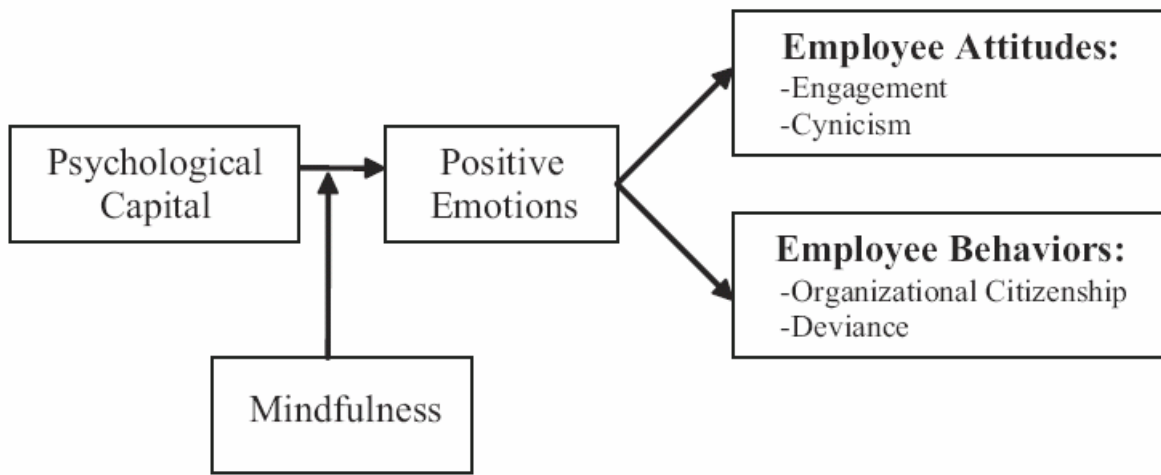 Psychological
Capital
Positive
Emotions
Mindfulness
Employee Attitudes:
-Engagement
-Cynicism
Employee Behaviors:
-Organizational Citizenship
-Deviance